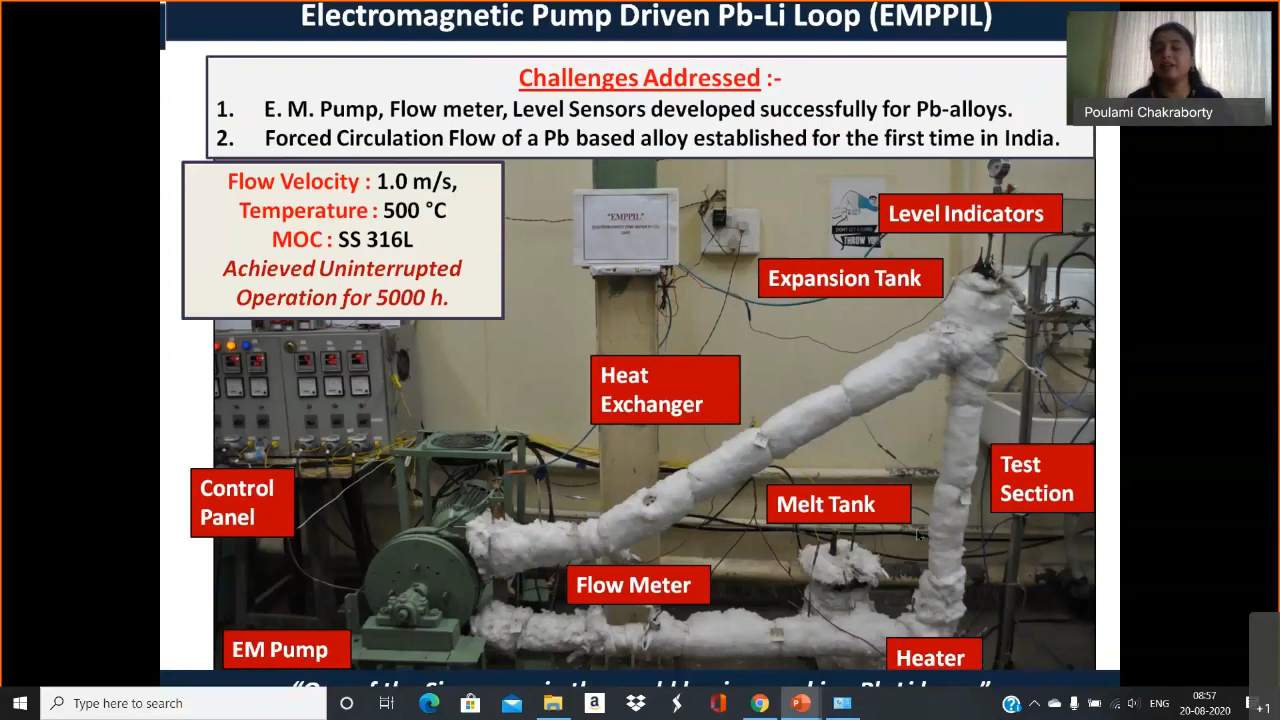 Electromagnetic Pump Driven Pb-Li Loop (EMPPIL)
Poulami Chakraborty
Challenges Addressed :-
1. E. M. Pump, Flow meter, Level Sensors developed successfully for Pb-alloys.
2. Forced Circulation Flow of a Pb based alloy established for the first time in India.
Flow Velocity : 1.0 m/s,
Temperature : 500 °C
MOC : SS 316L
Achieved Uninterrupted
Operation for 5000 h.
"EMPPIL"
THROW YOU
Level Indicators
Expansion Tank
Heat
Exchanger
Test
Section
Control
Panel
Melt Tank
Flow Meter
EM Pump
Heater
Type here to search
ENG
08:57
20-08-2020
+1